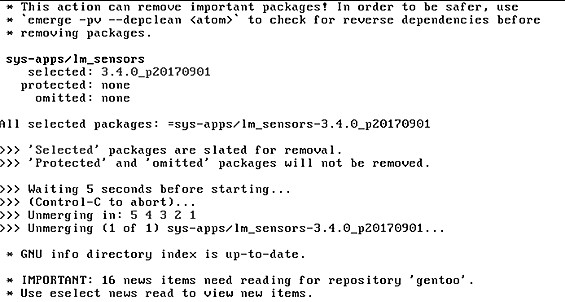 * This action can remove important packages! In order to be safer, use
* `emerge -pv --depclean <atom>` to check for reverse dependencies before
* removing packages.
sys-apps/lm_sensors
selected: 3.4.0_p20170901
protected: none
omitted: none
All selected packages: =sys-apps/lm_sensors-3.4.0_p20170901
>>> 'Selected' packages are slated for removal.
>>> 'Protected' and 'omitted' packages will not be removed.
>>> Waiting 5 seconds before starting...
>>> (Control-C to abort)...
>>> Unmerging in: 5 4 3 2 1
>>> Unmerging (1 of 1) sys-apps/lm_sensors-3.4.0_p20170901...
* GNU info directory index is up-to-date.
* IMPORTANT: 16 news items need reading for repository 'gentoo'.
* Use eselect news read to view new items.